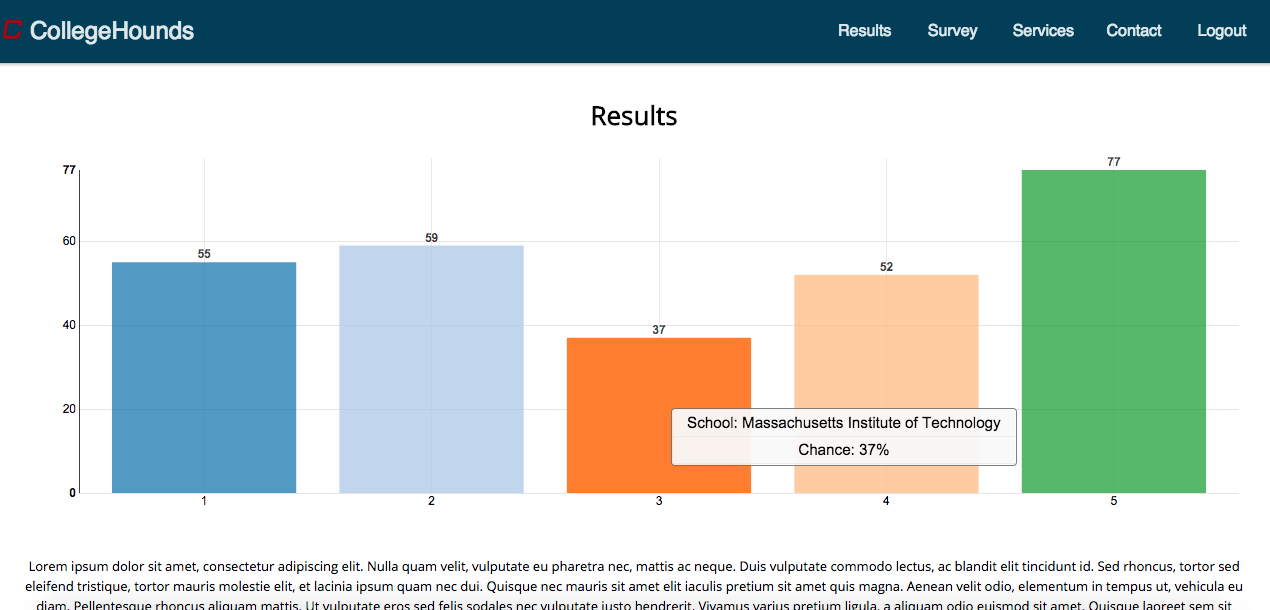 CollegeHounds Results Survey Services Contact Logout
Results
77 77
60 59
55
52
40 37
20
School: Massachusetts Institute of Technology
Chance: 37%
0
1 2 3 4 5
Lorem ipsum dolor sit amet, consectetur adipiscing elit. Nulla quam velit, vulputate eu pharetra nec, mattis ac neque. Duis vulputate commodo lectus, ac blandit elit tincidunt id. Sed rhoncus, tortor sed
eleifend tristique, tortor mauris molestie elit, et lacinia ipsum quam nec dui. Quisque nec mauris sit amet elit iaculis pretium sit amet quis magna. Aenean velit odio, elementum in tempus ut, vehicula eu
diam. Pellentesque rhoncus aliquam mattis. Ut vulputate eros sed felis sodales nec vulputate justo hendrerit. Vivamus varius pretium ligula, a aliquam odio euismod sit amet. Quisque laoreet sem sit